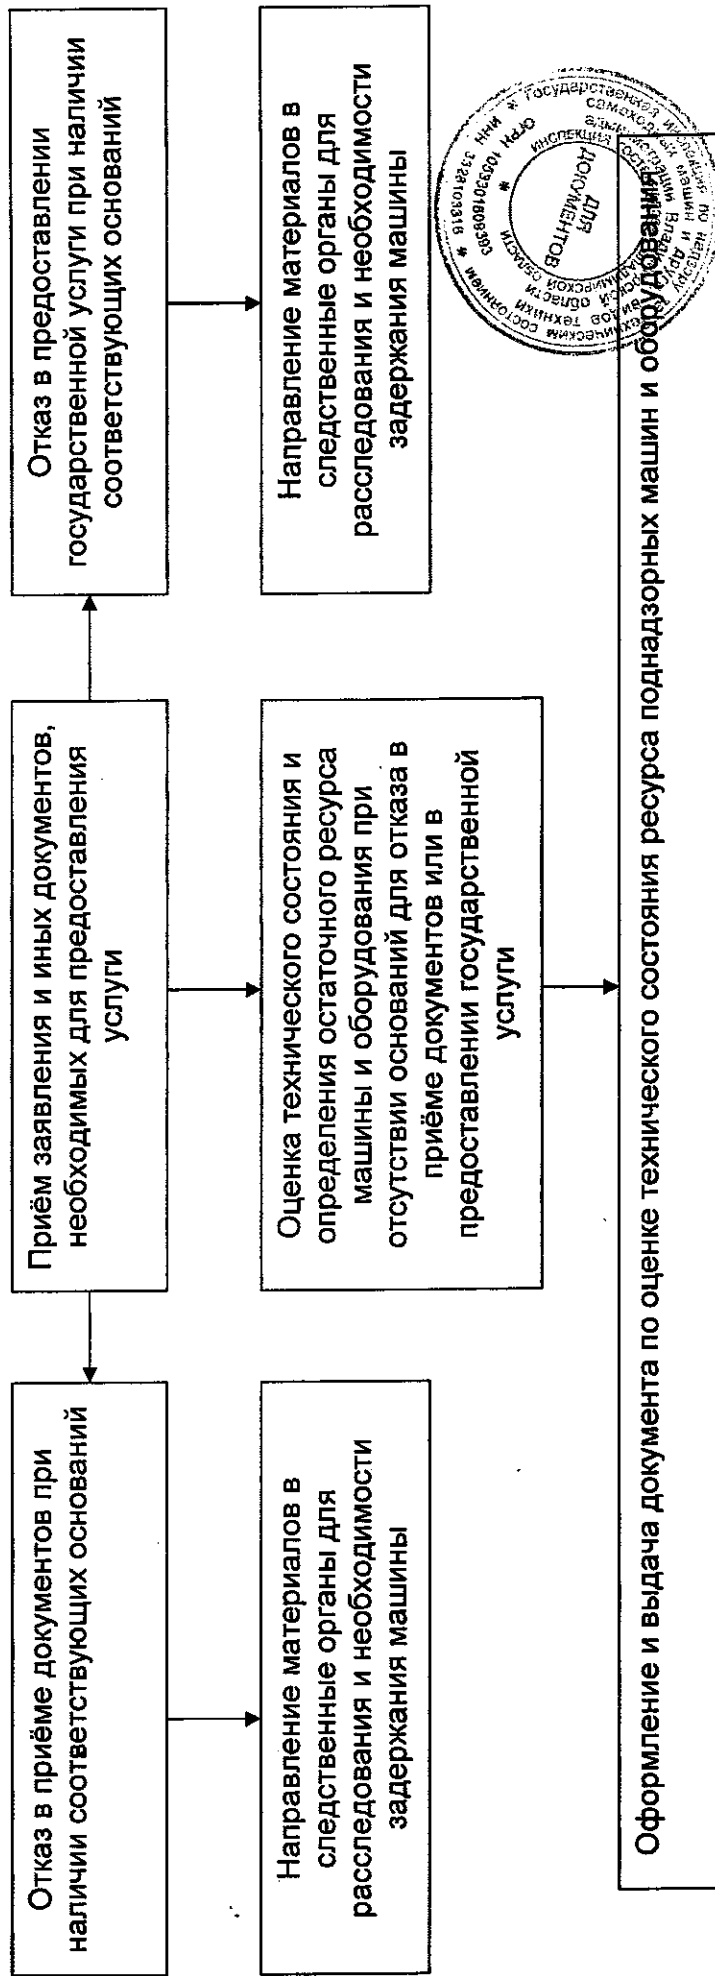 Отказ в приёме документов при
наличии соответствующих оснований
Приём заявления и иных документов,
необходимых для предоставления
услуги
Отказ в предоставлении
государственной услуги при наличии
соответствующих оснований
Направление материалов в
следственные органы для
расследования и необходимости
задержания машины
Оценка технического состояния и
определения остаточного ресурса
машины и оборудования при
отсутствии оснований для отказа в
приёме документов или в
предоставлении государственной
услуги
Направление материалов в
следственные органы для
расследования и необходимости
задержания машины
Оформление и выдача документа по оценке технического состояния ресурса поднадзорных машин и оборудования
ДЛЯ
ДОКУМЕНТОВ